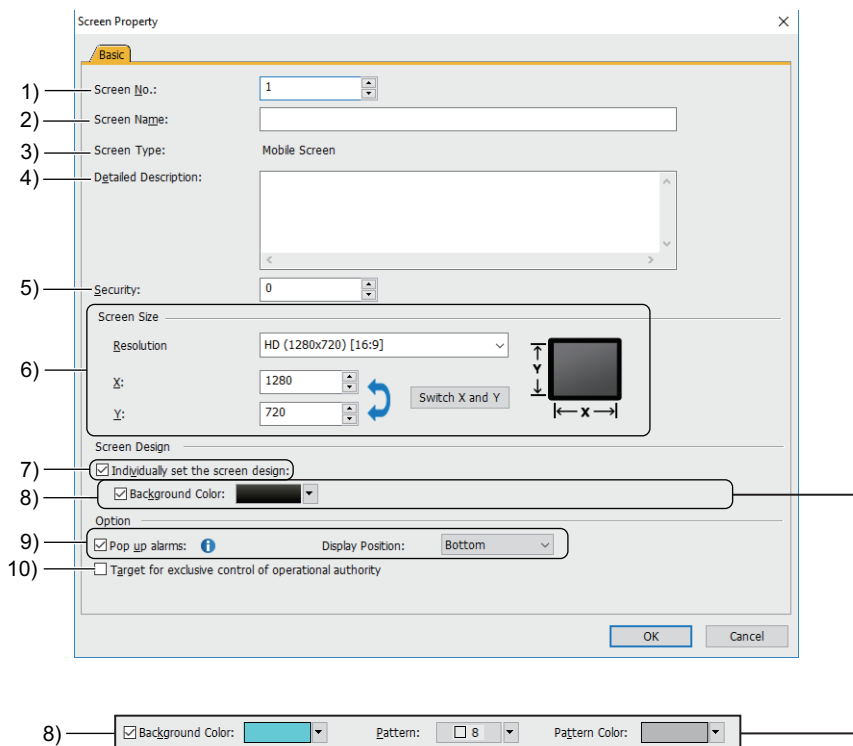 Screen Property
Basic
1) Screen No.: 1
2) Screen Name:
3) Screen Type: Mobile Screen
4) Detailed Description:
5) Security: 0
Screen Size
Resolution HD (1280x720) [16:9]
6)
X: 1280
Y: 720
Switch X and Y
Y
X
Screen Design
7) Individually set the screen design:
8) Background Color:
Option
9) Pop up alarms: i Display Position: Bottom
10) Target for exclusive control of operational authority
OK Cancel
8) Background Color: Pattern: 8 Pattern Color: